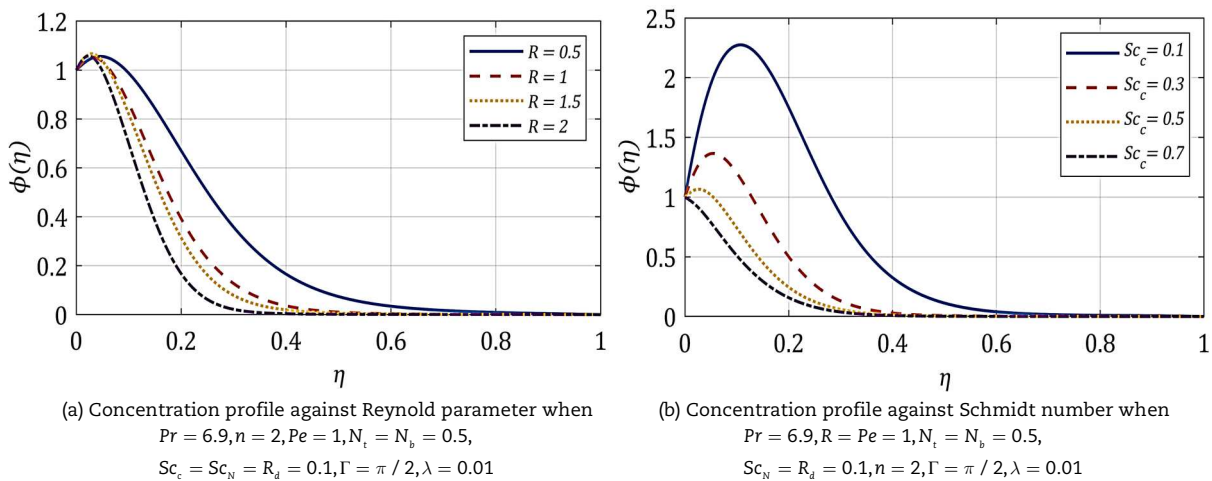 1.2
1
0.8
0.6
0.4
0.2
0
ϕ(η)
0 0.2 0.4 0.6 0.8 1
η
R = 0.5
R = 1
R = 1.5
R = 2
(a) Concentration profile against Reynold parameter when
Pr = 6.9, n = 2, Pe = 1, N_t = N_b = 0.5,
Sc_c = Sc_N = R_d = 0.1, Γ = π / 2, λ = 0.01
2.5
2
1.5
1
0.5
0
ϕ(η)
0 0.2 0.4 0.6 0.8 1
η
Sc_c = 0.1
Sc_c = 0.3
Sc_c = 0.5
Sc_c = 0.7
(b) Concentration profile against Schmidt number when
Pr = 6.9, R = Pe = 1, N_t = N_b = 0.5,
Sc_N = R_d = 0.1, n = 2, Γ = π / 2, λ = 0.01